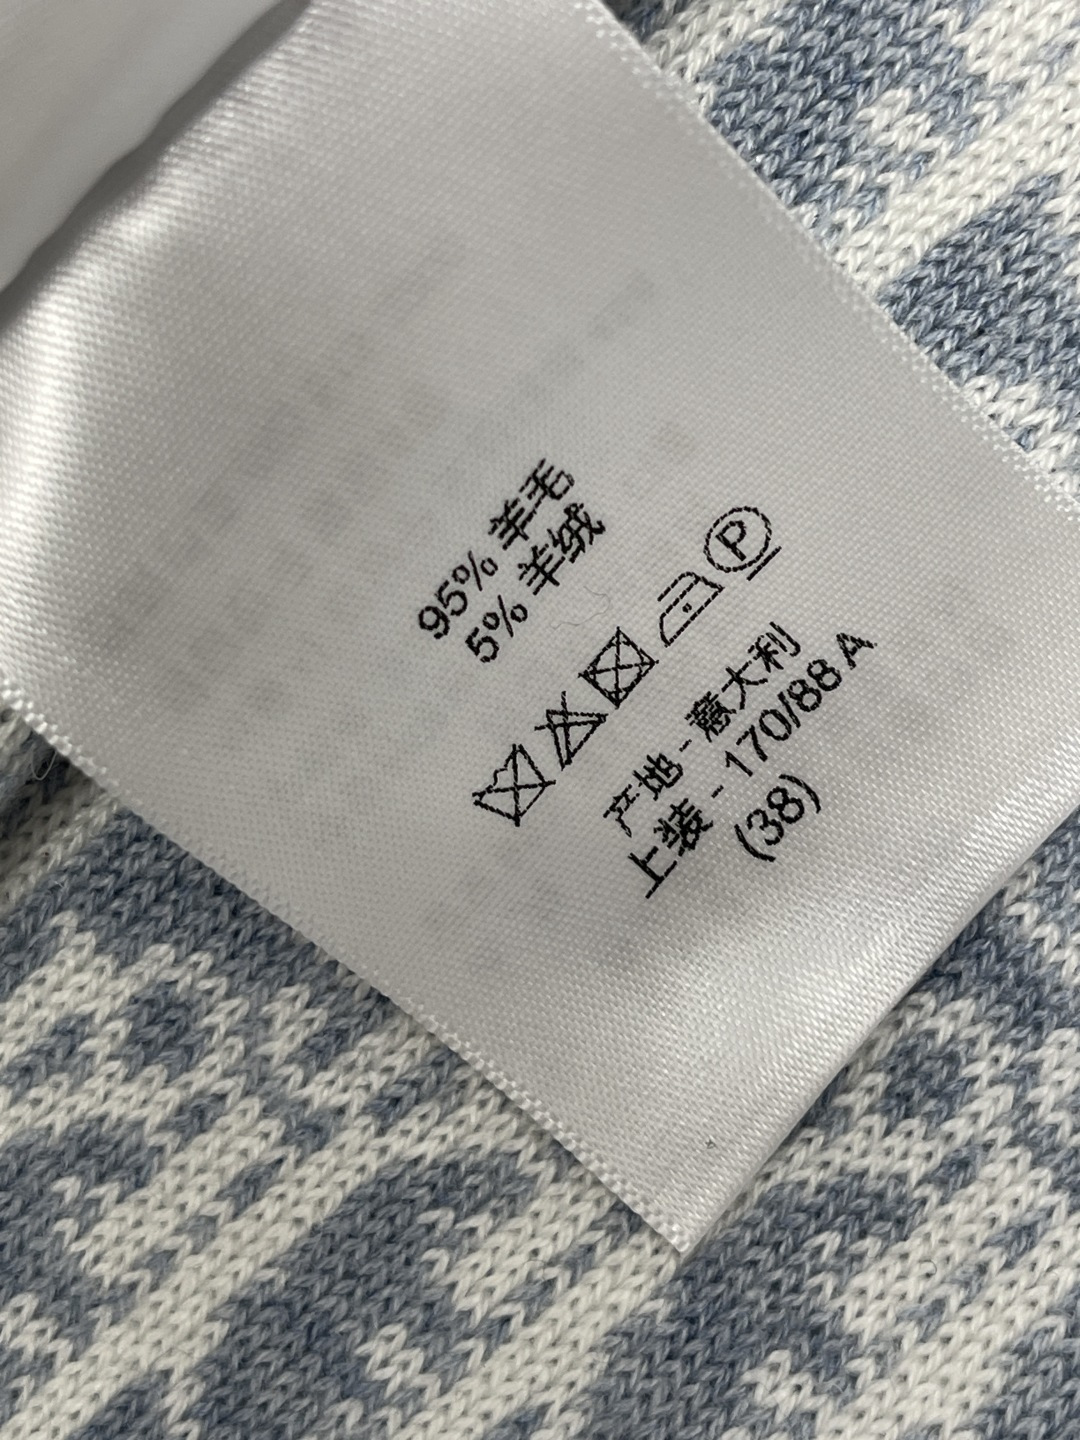 95% 羊毛
5% 羊绒
P
产地 - 意大利
上装 - 170/88 A
(38)